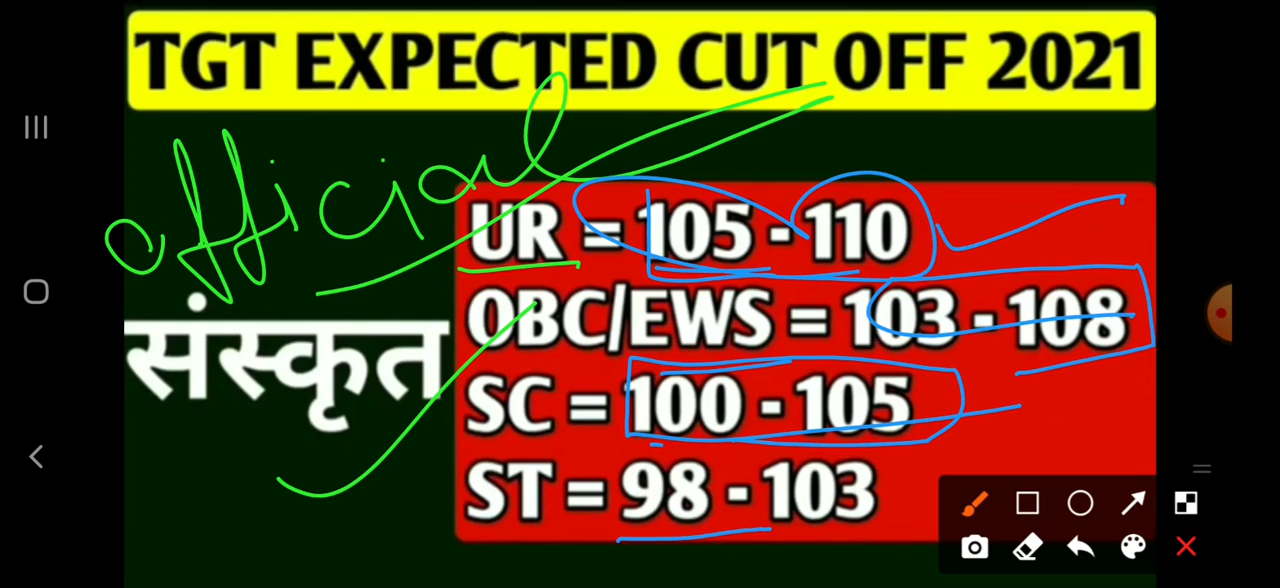 TGT EXPECTED CUT OFF 2021
official
UR = 105 - 110
OBC/EWS = 103 - 108
संस्कृत
SC = 100 - 105
ST = 98 - 103